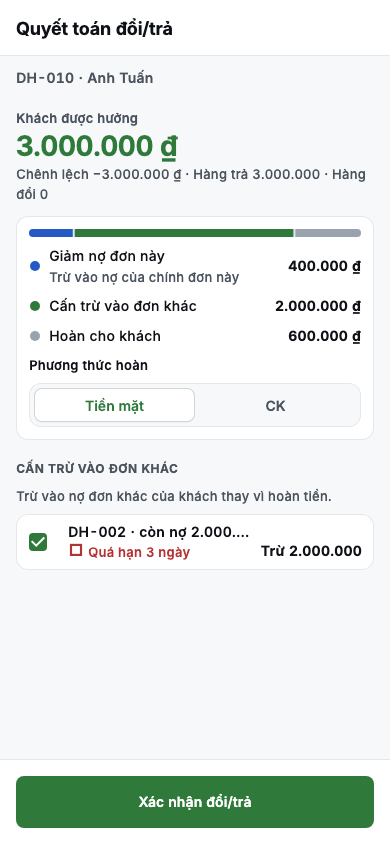 Quyết toán đổi/trả
DH-010 · Anh Tuấn
Khách được hưởng
3.000.000 ₫
Chênh lệch −3.000.000 ₫ · Hàng trả 3.000.000 · Hàng
đổi 0
Giảm nợ đơn này
400.000 ₫
Trừ vào nợ của chính đơn này
Cấn trừ vào đơn khác
2.000.000 ₫
Hoàn cho khách
600.000 ₫
Phương thức hoàn
Tiền mặt
CK
CẤN TRỪ VÀO ĐƠN KHÁC
Trừ vào nợ đơn khác của khách thay vì hoàn tiền.
DH-002 · còn nợ 2.000....
Quá hạn 3 ngày
Trừ 2.000.000
Xác nhận đổi/trả